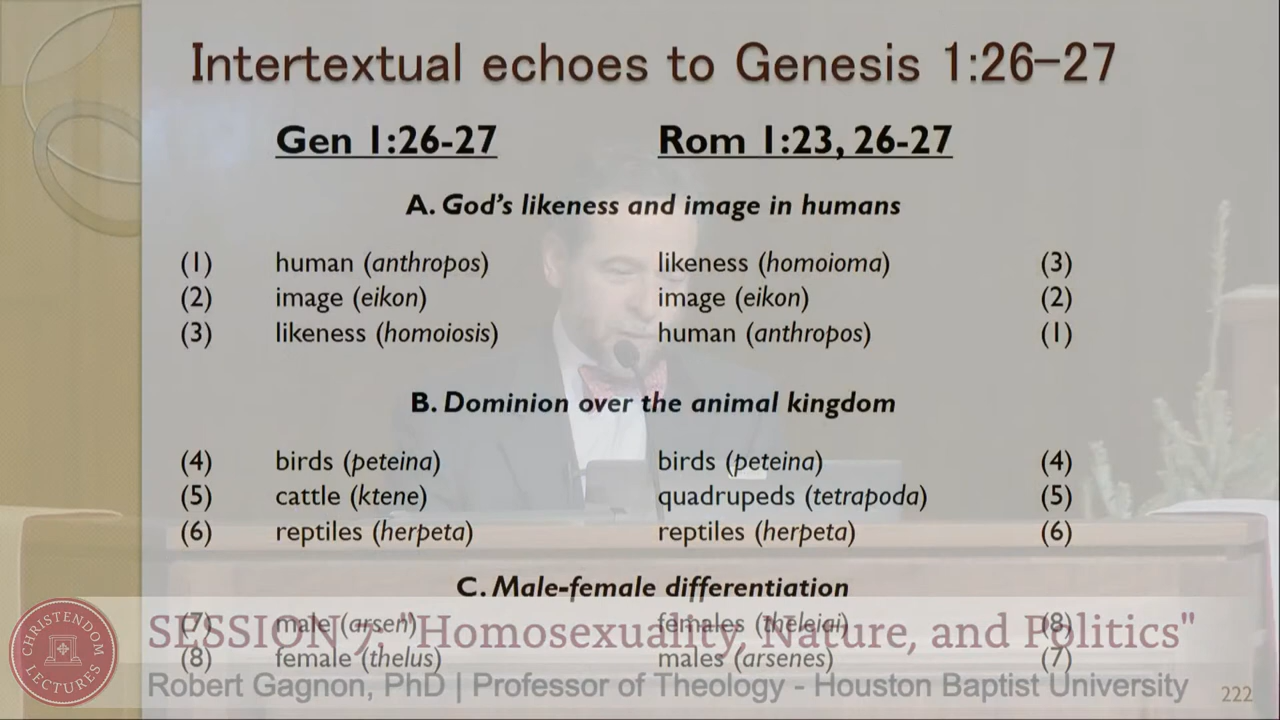 Intertextual echoes to Genesis 1:26–27
Gen 1:26-27 Rom 1:23, 26-27
A. God’s likeness and image in humans
(1) human (anthropos) likeness (homoioma) (3)
(2) image (eikon) image (eikon) (2)
(3) likeness (homoiosis) human (anthropos) (1)
B. Dominion over the animal kingdom
(4) birds (peteina) birds (peteina) (4)
(5) cattle (ktene) quadrupeds (tetrapoda) (5)
(6) reptiles (herpeta) reptiles (herpeta) (6)
C. Male-female differentiation
(7) male (arsen) females (theleiai) (8)
(8) female (thelus) males (arsenes) (7)
SESSION 7, "Homosexuality, Nature, and Politics"
Robert Gagnon, PhD | Professor of Theology - Houston Baptist University
222
CHRISTENDOM
LECTURES